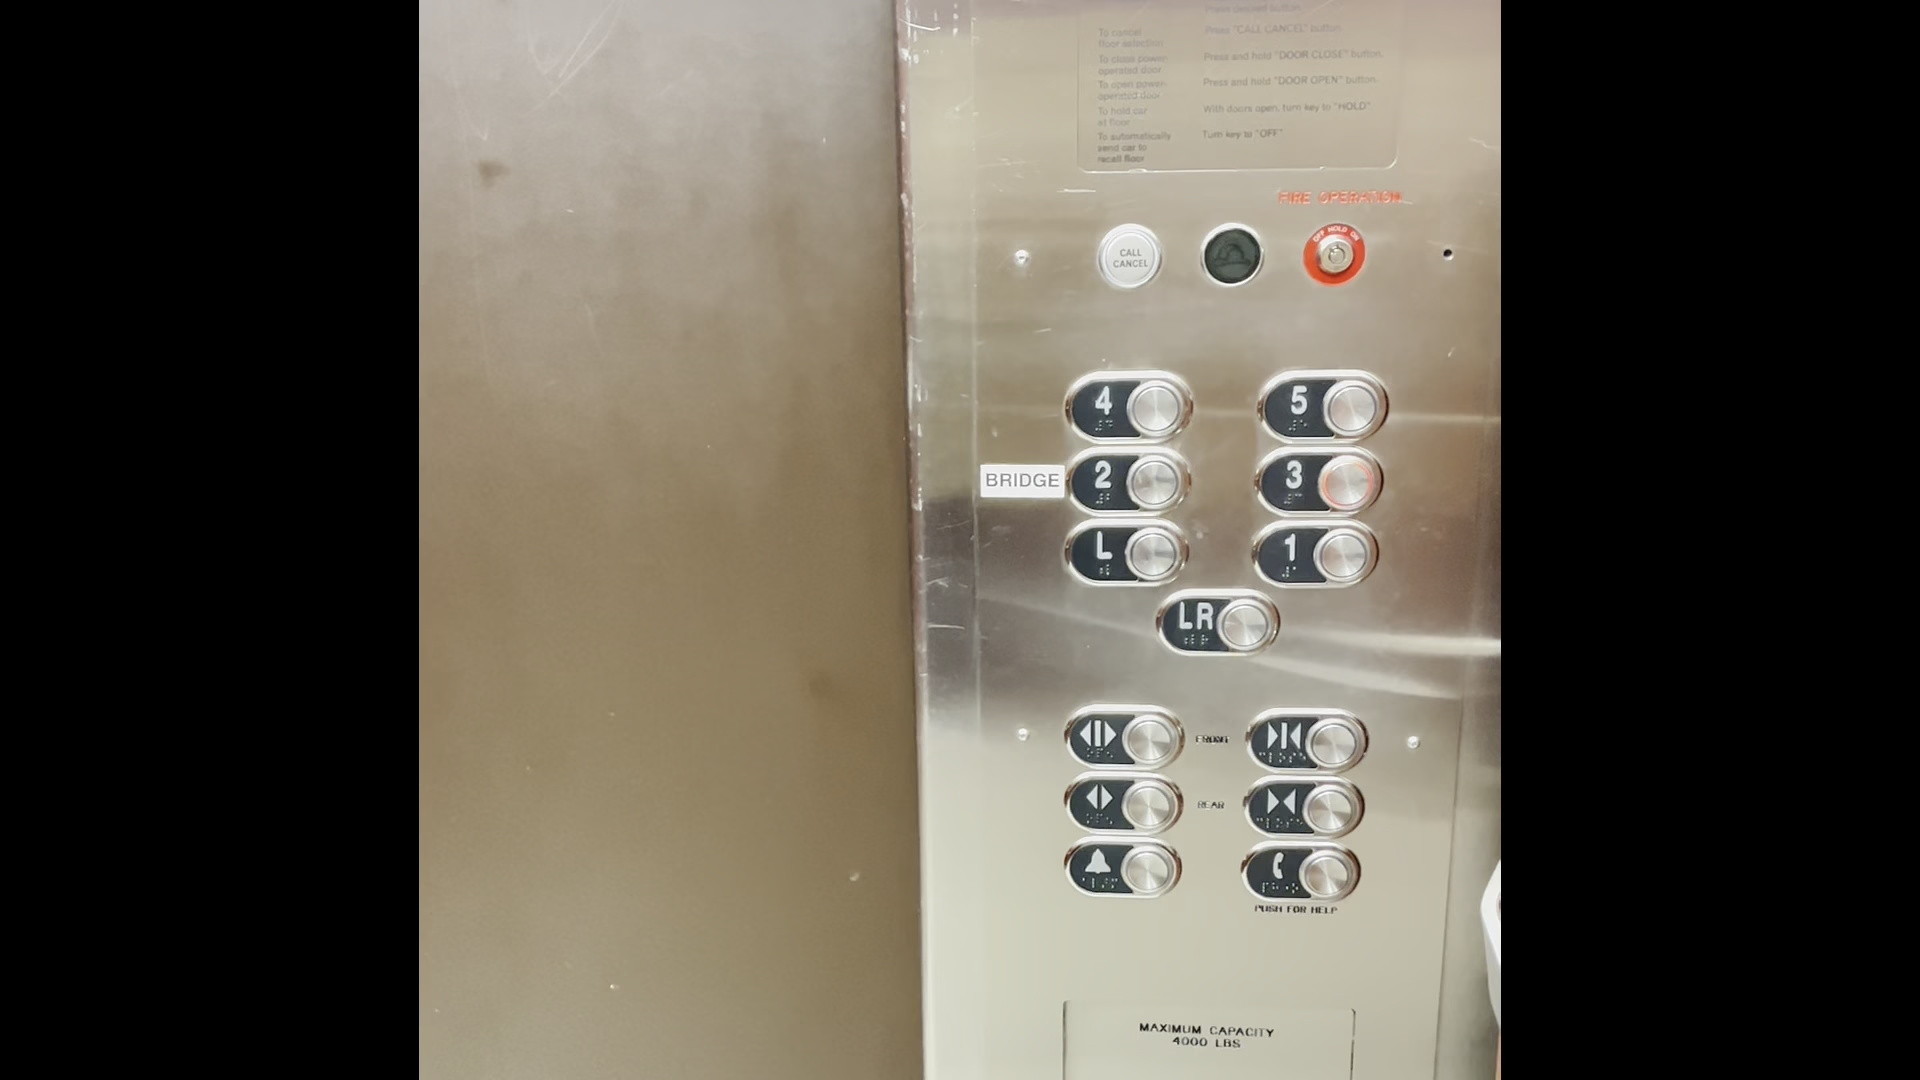 Press desired button.
To cancel
floor selection
Press "CALL CANCEL" button.
To close power-
operated door
Press and hold "DOOR CLOSE" button.
To open power-
operated door
Press and hold "DOOR OPEN" button.
To hold car
at floor
With doors open, turn key to "HOLD"
To automatically
send car to
recall floor
Turn key to "OFF"
FIRE OPERATION
CALL
CANCEL
OFF HOLD ON
4
5
BRIDGE
2
3
L
1
LR
FRONT
REAR
PUSH FOR HELP
MAXIMUM CAPACITY
4000 LBS